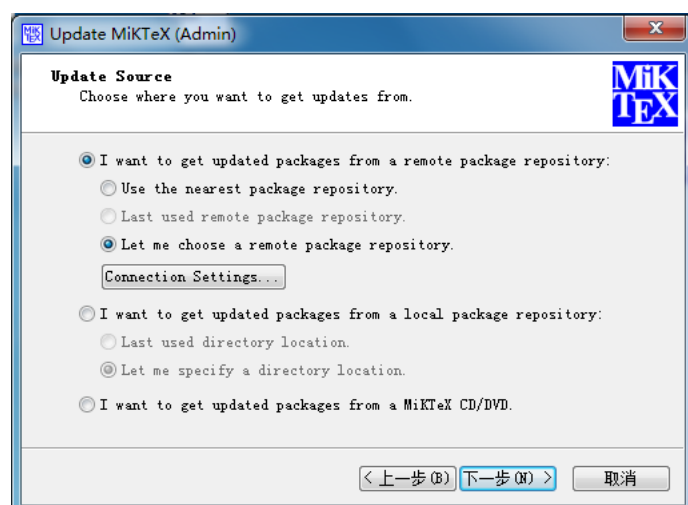 Update MiKTeX (Admin)
Update Source
Choose where you want to get updates from.
MiK
TEX
I want to get updated packages from a remote package repository:
Use the nearest package repository.
Last used remote package repository.
Let me choose a remote package repository.
Connection Settings...
I want to get updated packages from a local package repository:
Last used directory location.
Let me specify a directory location.
I want to get updated packages from a MiKTeX CD/DVD.
< 上一步(B) 下一步(N) > 取消